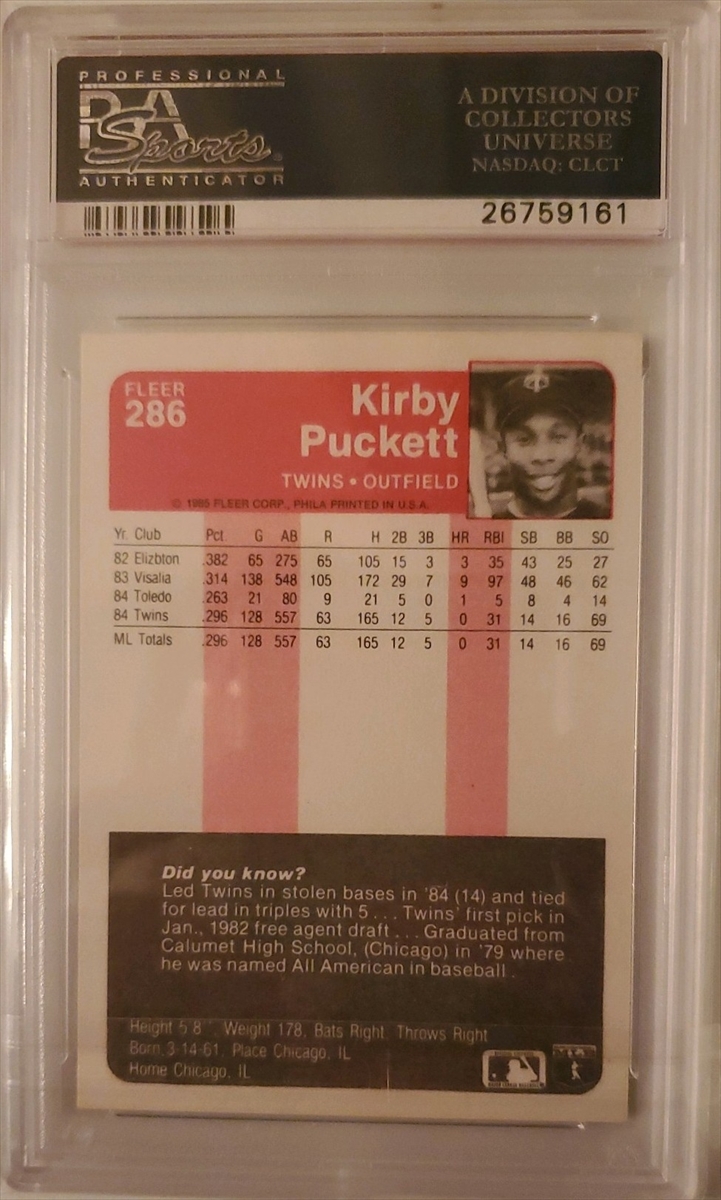 PROFESSIONAL
PSA
Sports
AUTHENTICATOR
A DIVISION OF
COLLECTORS
UNIVERSE
NASDAQ: CLCT
26759161
FLEER
286
Kirby
Puckett
TWINS • OUTFIELD
© 1985 FLEER CORP., PHILA PRINTED IN U.S.A.
Yr. Club Pct. G AB R H 2B 3B HR RBI SB BB SO
82 Elizbton .382 65 275 65 105 15 3 3 35 43 25 27
83 Visalia .314 138 548 105 172 29 7 9 97 48 46 62
84 Toledo .263 21 80 9 21 5 0 1 5 8 4 14
84 Twins .296 128 557 63 165 12 5 0 31 14 16 69
ML Totals .296 128 557 63 165 12 5 0 31 14 16 69
Did you know?
Led Twins in stolen bases in '84 (14) and tied
for lead in triples with 5 . . . Twins' first pick in
Jan., 1982 free agent draft . . . Graduated from
Calumet High School, (Chicago) in '79 where
he was named All American in baseball .
Height 5'8", Weight 178, Bats Right, Throws Right
Born 3-14-61, Place Chicago, IL
Home Chicago, IL